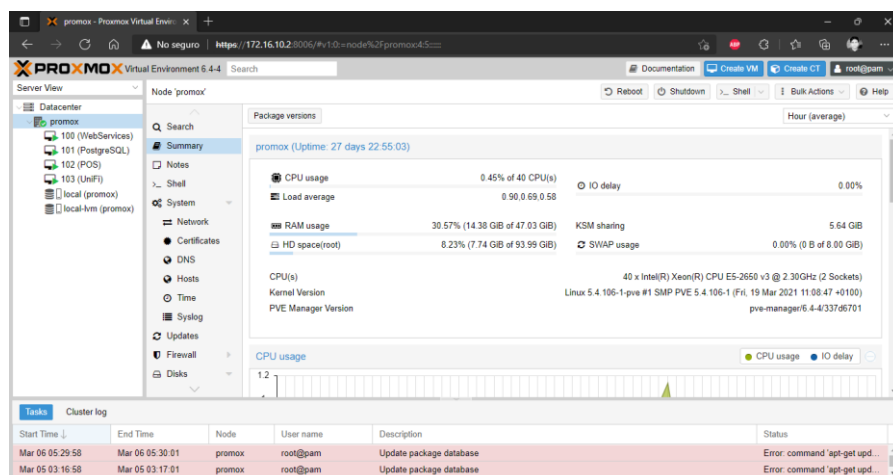 promox - Proxmox Virtual Enviro
No seguro https://172.16.10.2:8006/#v1:0:=node%2Fpromox:4:5:::::
PROXMOX Virtual Environment 6.4-4 Search Documentation Create VM Create CT root@pam
Server View Node 'promox' Reboot Shutdown >_ Shell Bulk Actions Help
Datacenter
promox
100 (WebServices)
101 (PostgreSQL)
102 (POS)
103 (UniFi)
local (promox)
local-lvm (promox)
Search
Summary
Notes
>_ Shell
System
Network
Certificates
DNS
Hosts
Time
Syslog
Updates
Firewall
Disks
Package versions Hour (average)
promox (Uptime: 27 days 22:55:03)
CPU usage 0.45% of 40 CPU(s) IO delay 0.00%
Load average 0.90,0.69,0.58
RAM usage 30.57% (14.38 GiB of 47.03 GiB) KSM sharing 5.64 GiB
HD space(root) 8.23% (7.74 GiB of 93.99 GiB) SWAP usage 0.00% (0 B of 8.00 GiB)
CPU(s) 40 x Intel(R) Xeon(R) CPU E5-2650 v3 @ 2.30GHz (2 Sockets)
Kernel Version Linux 5.4.106-1-pve #1 SMP PVE 5.4.106-1 (Fri, 19 Mar 2021 11:08:47 +0100)
PVE Manager Version pve-manager/6.4-4/337d6701
CPU usage CPU usage IO delay
1.2
Tasks Cluster log
Start Time End Time Node User name Description Status
Mar 06 05:29:58 Mar 06 05:30:01 promox root@pam Update package database Error: command 'apt-get upd...
Mar 05 03:16:58 Mar 05 03:17:01 promox root@pam Update package database Error: command 'apt-get upd...